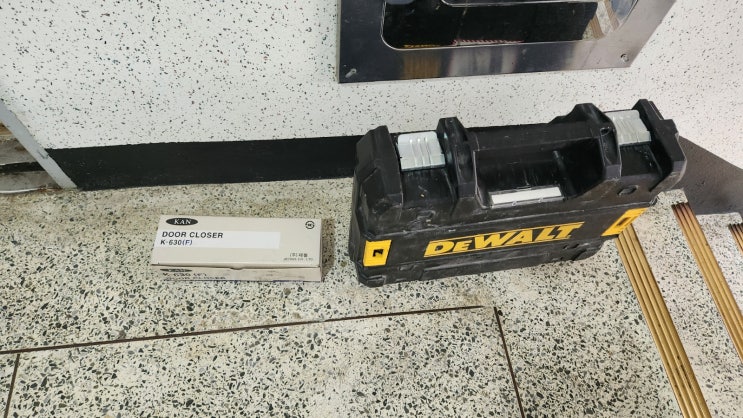 KAN
DOOR CLOSER
K-630(F)
DEWALT